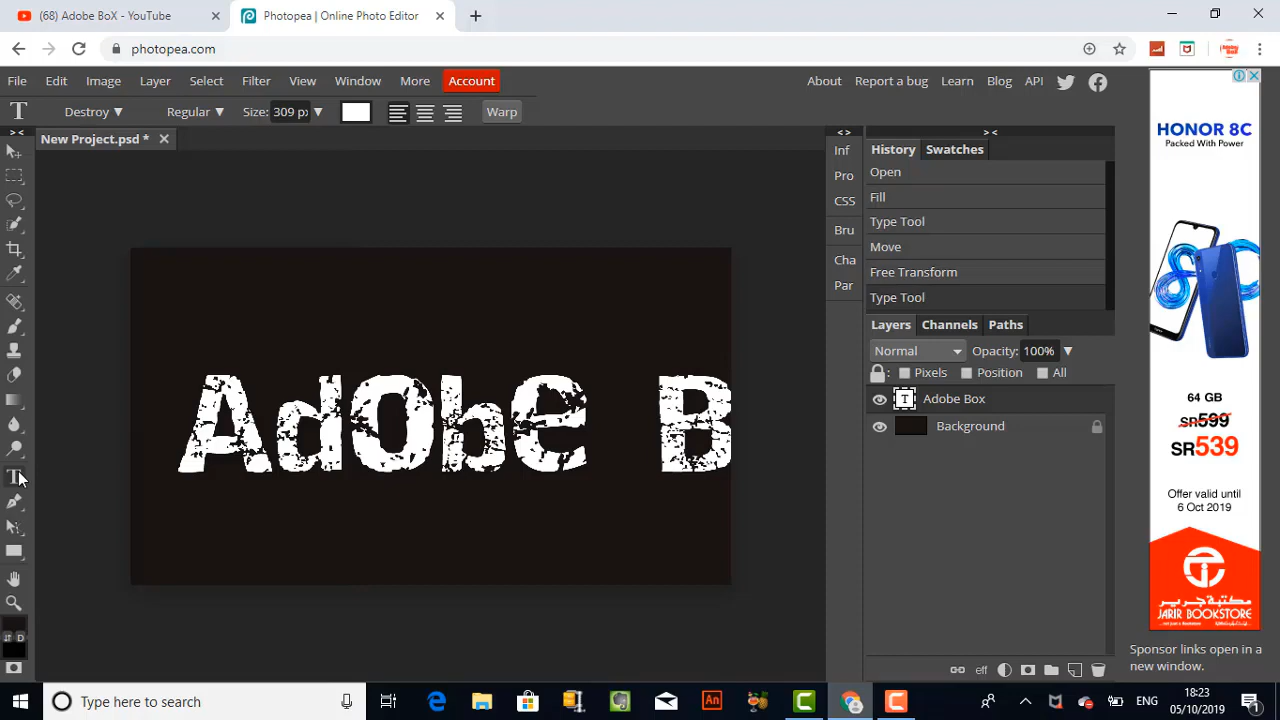 (68) Adobe BoX - YouTube
Photopea | Online Photo Editor
photopea.com
File Edit Image Layer Select Filter View Window More Account
About Report a bug Learn Blog API
Destroy Regular Size: 309 px Warp
New Project.psd *
Inf
Pro
CSS
Bru
Cha
Par
History Swatches
Open
Fill
Type Tool
Move
Free Transform
Type Tool
Layers Channels Paths
Normal Opacity: 100%
Pixels Position All
T Adobe Box
Background
eff
Adobe B
HONOR 8C
Packed With Power
64 GB
SR599
SR539
Offer valid until
6 Oct 2019
مكتبة جرير
JARIR BOOKSTORE
Sponsor links open in a
new window.
Type here to search
An
ENG
18:23
05/10/2019